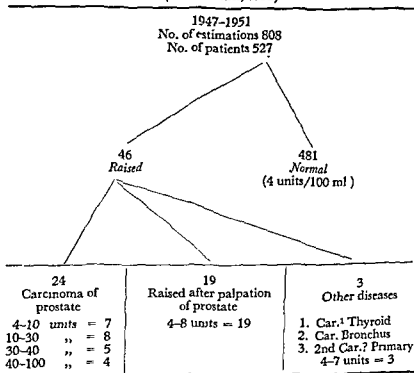 1947-1951
No. of estimations 808
No. of patients 527
46
Raised
481
Normal
(4 units/100 ml)
24
Carcinoma of
prostate
4-10 units = 7
10-30 „ = 8
30-40 „ = 5
40-100 „ = 4
19
Raised after palpation
of prostate
4-8 units = 19
3
Other diseases
1. Car.¹ Thyroid
2. Car. Bronchus
3. 2nd Car.? Primary
4-7 units = 3